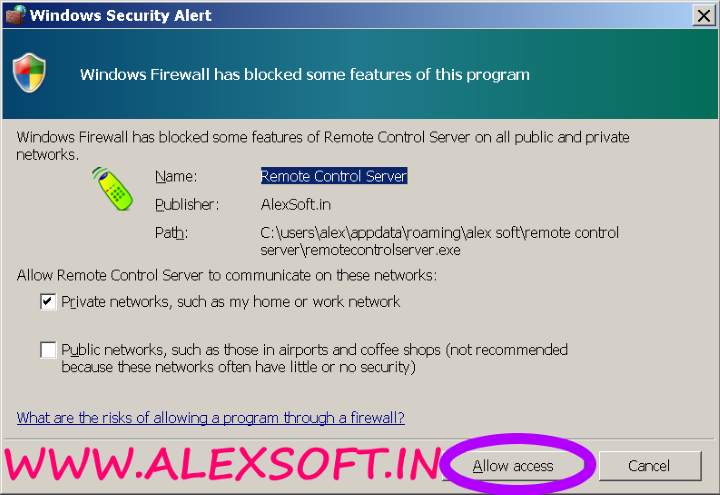 Windows Security Alert
Windows Firewall has blocked some features of this program
Windows Firewall has blocked some features of Remote Control Server on all public and private
networks.
Name: Remote Control Server
Publisher: AlexSoft.in
Path: C:\users\alex\appdata\roaming\alex soft\remote control
server\remotecontrolserver.exe
Allow Remote Control Server to communicate on these networks:
Private networks, such as my home or work network
Public networks, such as those in airports and coffee shops (not recommended
because these networks often have little or no security)
What are the risks of allowing a program through a firewall?
WWW.ALEXSOFT.IN Allow access Cancel